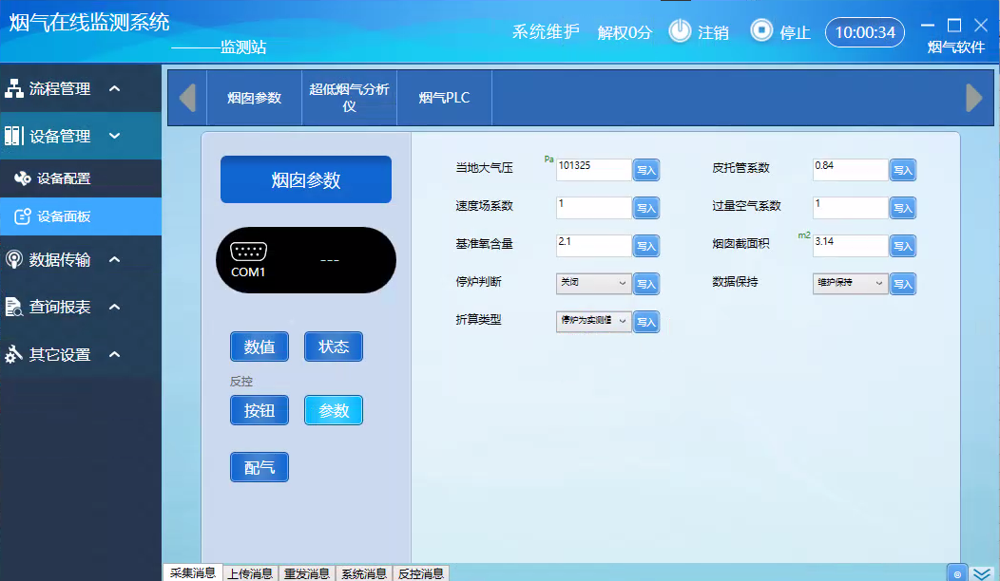 烟气在线监测系统
———监测站
系统维护 解权0分 注销 停止 10:00:34
烟气软件
流程管理
设备管理
设备配置
设备面板
数据传输
查询报表
其它设置
烟囱参数 超低烟气分析仪 烟气PLC
烟囱参数
COM1 ---
数值 状态
反控
按钮 参数
配气
当地大气压 Pa 101325 写入 皮托管系数 0.84 写入
速度场系数 1 写入 过量空气系数 1 写入
基准氧含量 2.1 写入 烟囱截面积 m2 3.14 写入
停炉判断 关闭 写入 数据保持 维护保持 写入
折算类型 停炉为实测值 写入
采集消息 上传消息 重发消息 系统消息 反控消息